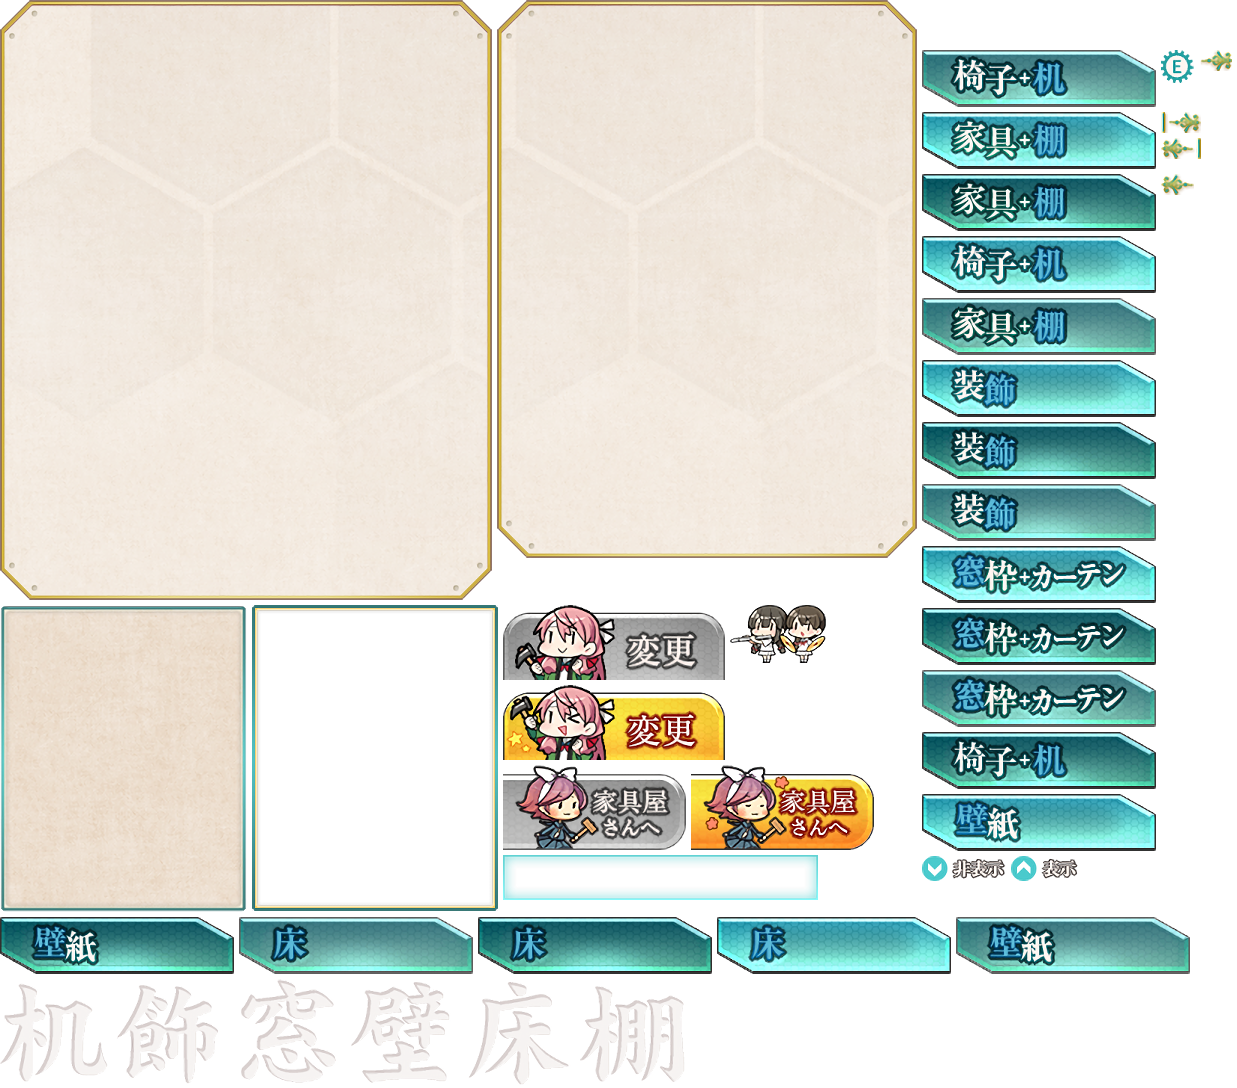 椅子+机
E
家具+棚
家具+棚
椅子+机
家具+棚
装飾
装飾
装飾
窓枠+カーテン
窓枠+カーテン
変更
窓枠+カーテン
変更
椅子+机
家具屋
さんへ
家具屋
さんへ
壁紙
非表示 表示
壁紙
床
床
床
壁紙
机飾窓壁床棚